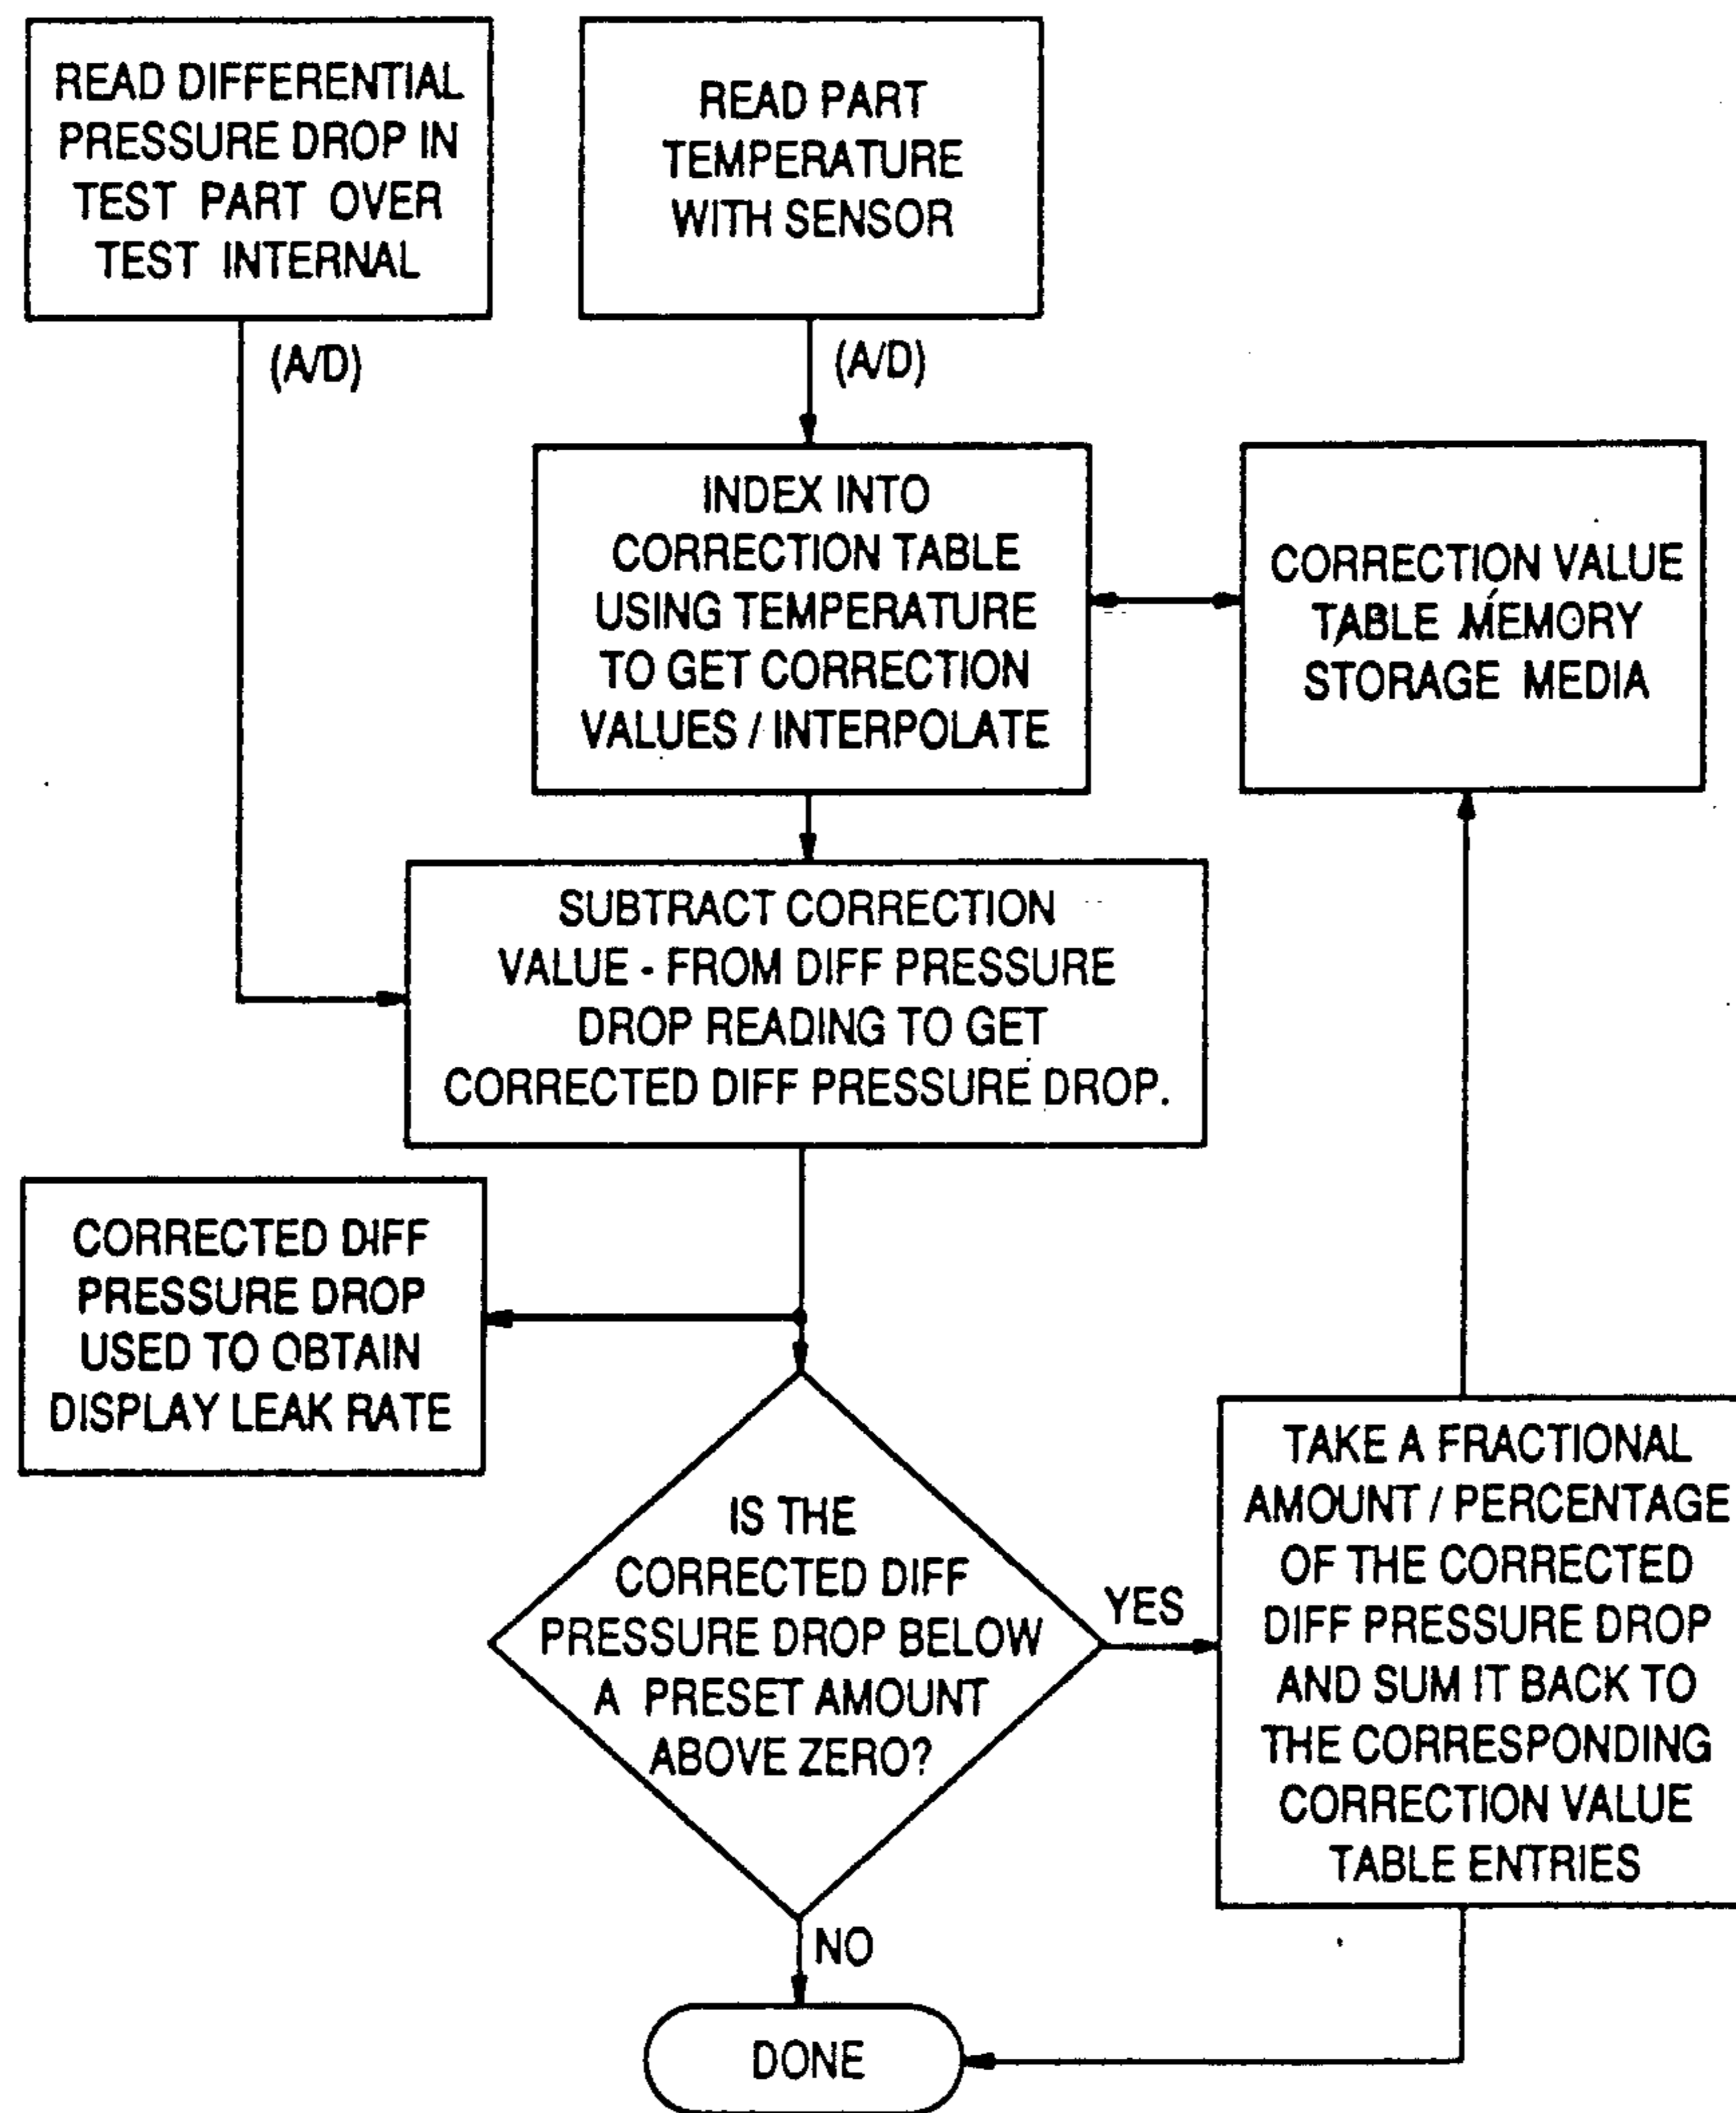 READ DIFFERENTIAL
PRESSURE DROP IN
TEST PART OVER
TEST INTERNAL
READ PART
TEMPERATURE
WITH SENSOR
(A/D)
(A/D)
INDEX INTO
CORRECTION TABLE
USING TEMPERATURE
TO GET CORRECTION
VALUES / INTERPOLATE
CORRECTION VALUE
TABLE MEMORY
STORAGE MEDIA
SUBTRACT CORRECTION
VALUE - FROM DIFF PRESSURE
DROP READING TO GET
CORRECTED DIFF PRESSURE DROP.
CORRECTED DIFF
PRESSURE DROP
USED TO OBTAIN
DISPLAY LEAK RATE
IS THE
CORRECTED DIFF
PRESSURE DROP BELOW
A PRESET AMOUNT
ABOVE ZERO?
YES
TAKE A FRACTIONAL
AMOUNT / PERCENTAGE
OF THE CORRECTED
DIFF PRESSURE DROP
AND SUM IT BACK TO
THE CORRESPONDING
CORRECTION VALUE
TABLE ENTRIES
NO
DONE